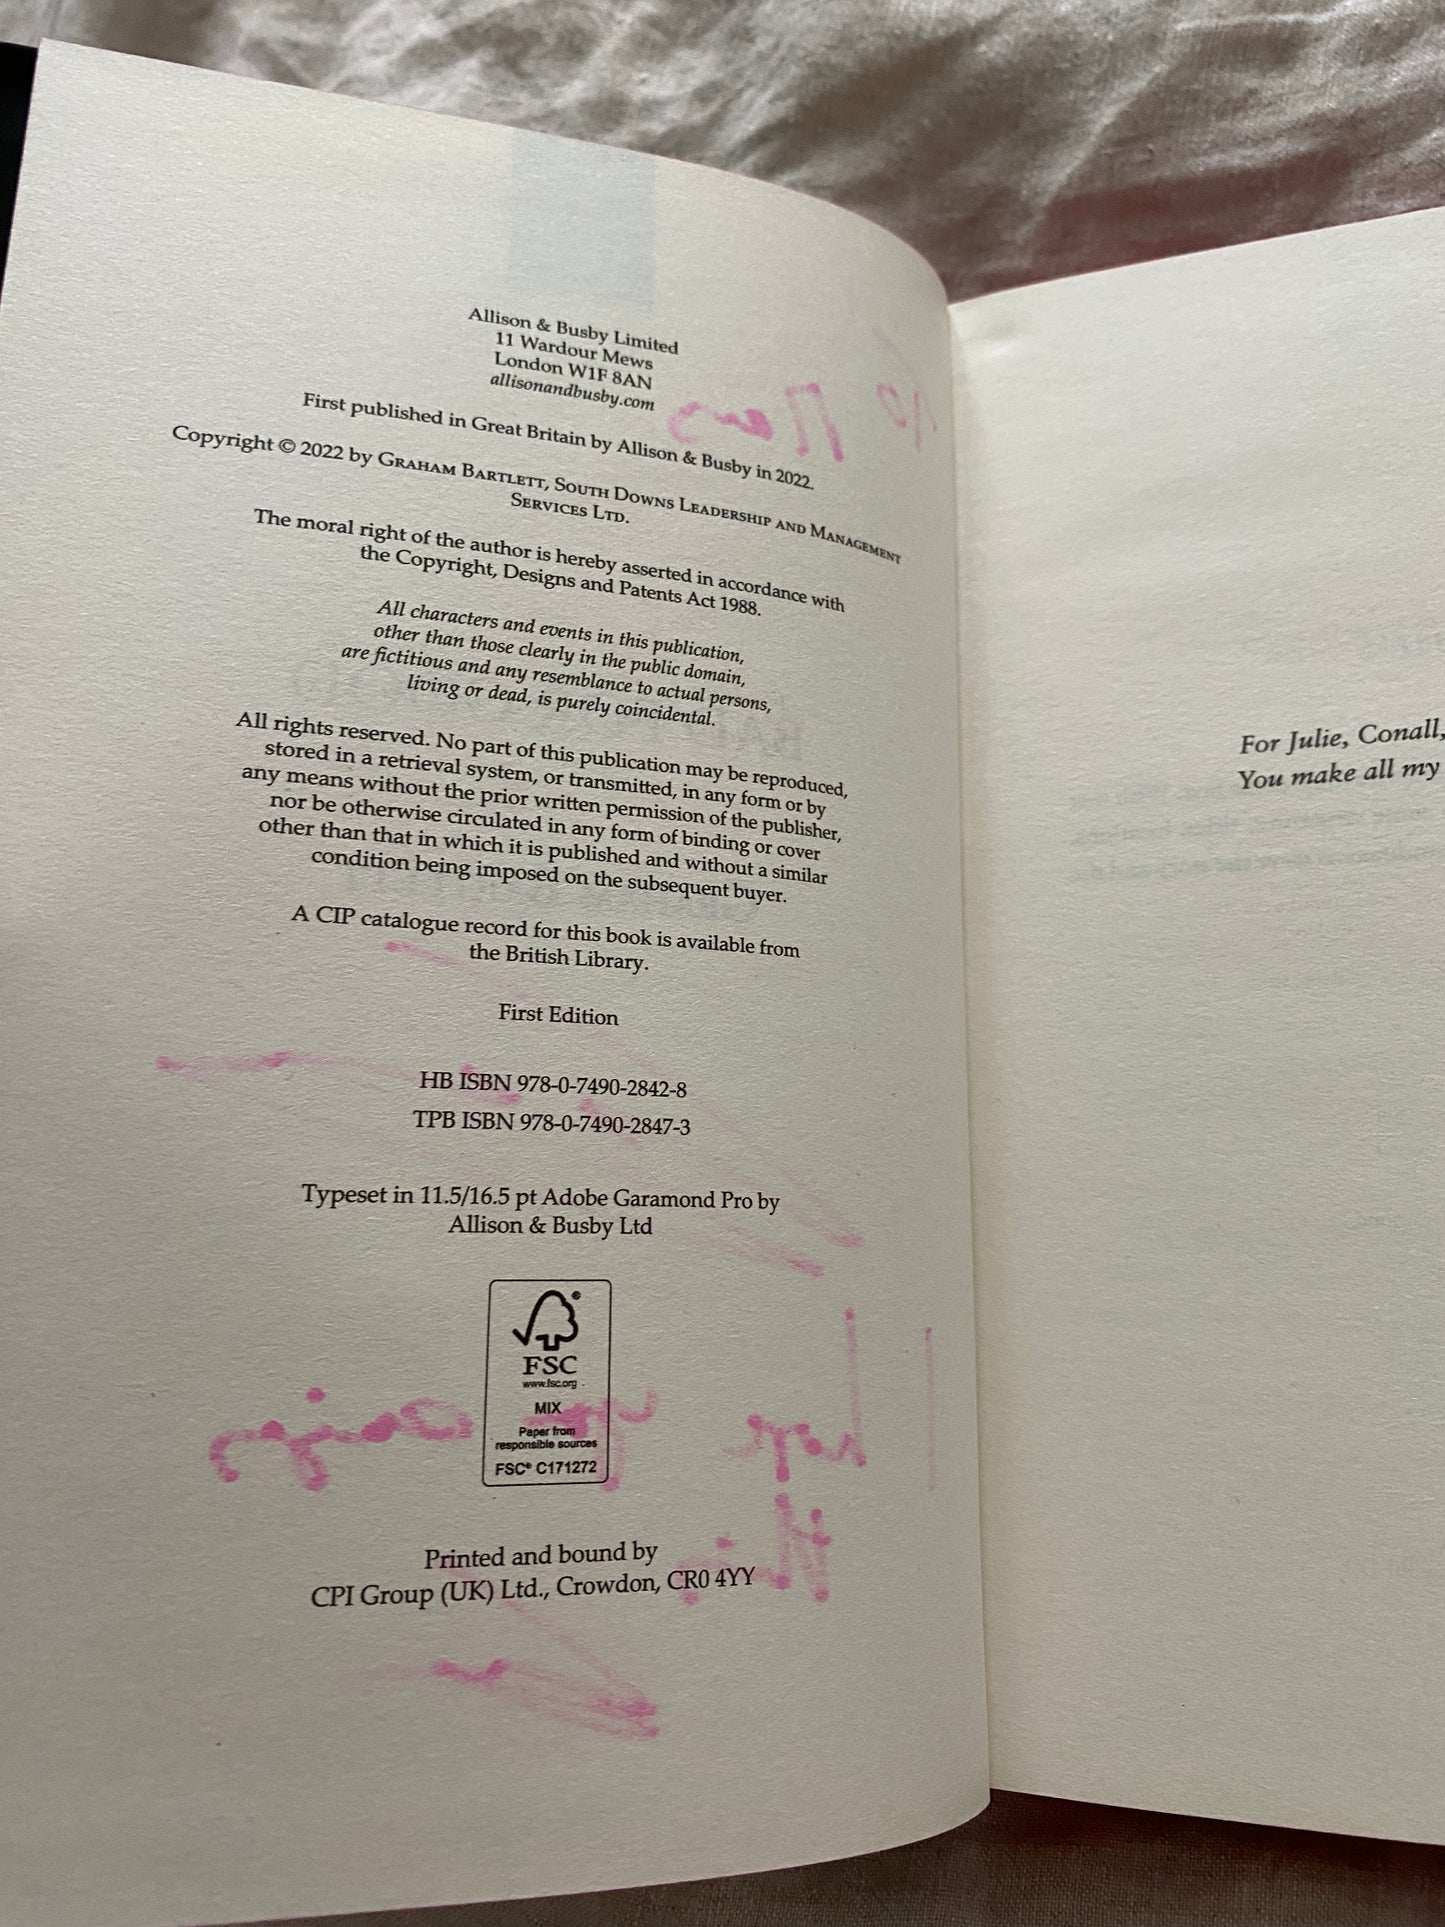 Allison & Busby Limited
11 Wardour Mews
London W1F 8AN
allisonandbusby.com
First published in Great Britain by Allison & Busby in 2022.
Copyright © 2022 by GRAHAM BARTLETT, SOUTH DOWNS LEADERSHIP AND MANAGEMENT
SERVICES LTD.
The moral right of the author is hereby asserted in accordance with
the Copyright, Designs and Patents Act 1988.
All characters and events in this publication,
other than those clearly in the public domain,
are fictitious and any resemblance to actual persons,
living or dead, is purely coincidental.
All rights reserved. No part of this publication may be reproduced,
stored in a retrieval system, or transmitted, in any form or by
any means without the prior written permission of the publisher,
nor be otherwise circulated in any form of binding or cover
other than that in which it is published and without a similar
condition being imposed on the subsequent buyer.
A CIP catalogue record for this book is available from
the British Library.
First Edition
HB ISBN 978-0-7490-2842-8
TPB ISBN 978-0-7490-2847-3
Typeset in 11.5/16.5 pt Adobe Garamond Pro by
Allison & Busby Ltd
FSC
www.fsc.org
MIX
Paper from
responsible sources
FSC® C171272
Printed and bound by
CPI Group (UK) Ltd., Crowdon, CR0 4YY
For Julie, Conall,
You make all my